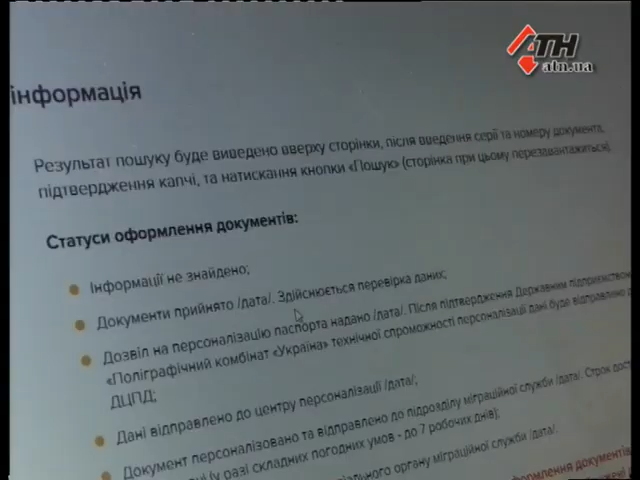 АТН
atn.ua
інформація
Результат пошуку буде виведено вверху сторінки, після введення серії та номеру документа,
підтвердження капчі, та натискання кнопки «Пошук» (сторінка при цьому перезавантажиться).
Статуси оформлення документів:
Інформації не знайдено;
Документи прийнято /дата/. Здійснюється перевірка даних;
Дозвіл на персоналізацію паспорта надано /дата/. Після підтвердження Державним підприємством
«Поліграфічний комбінат «Україна» технічної спроможності персоналізації дані буде відправлено
ДЦПД;
Дані відправлено до центру персоналізації /дата/;
Документ персоналізовано та відправлено до підрозділу міграційної служби /дата/. Строк
(у разі складних погодних умов - до 7 робочих днів);
органу міграційної служби /дата/.
оформлення документів